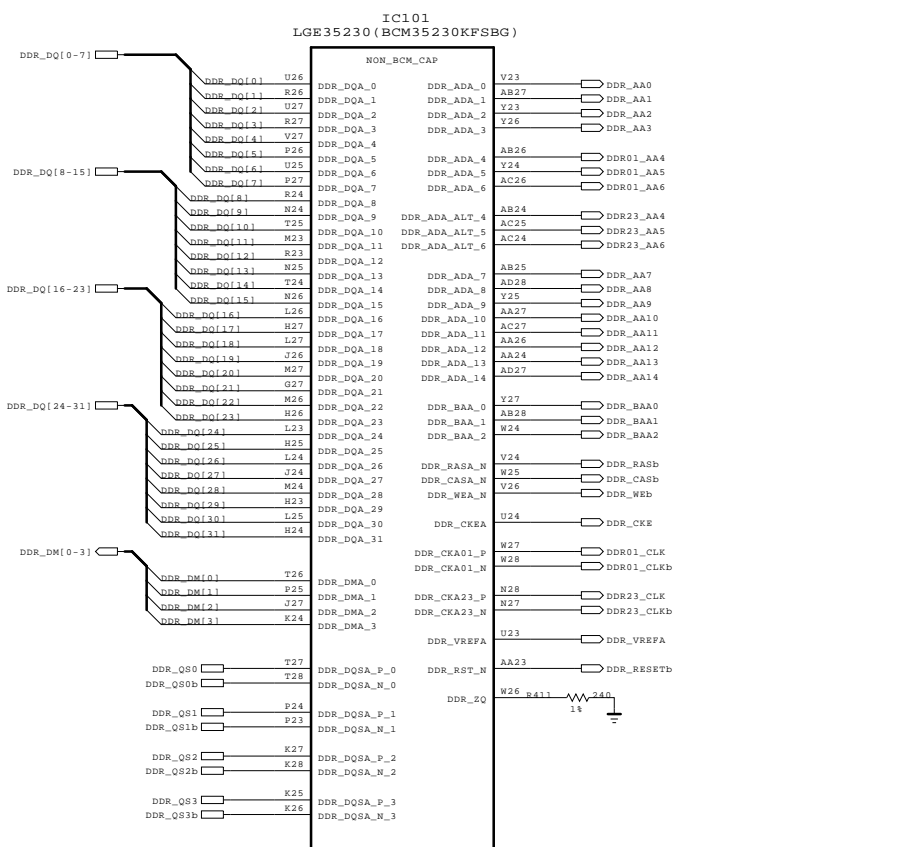 IC101
LGE35230(BCM35230KFSBG)
NON_BCM_CAP
DDR_DQ[0-7]
DDR_DQ[0] U26 DDR_DQA_0
DDR_DQ[1] R26 DDR_DQA_1
DDR_DQ[2] U27 DDR_DQA_2
DDR_DQ[3] R27 DDR_DQA_3
DDR_DQ[4] V27 DDR_DQA_4
DDR_DQ[5] P26 DDR_DQA_5
DDR_DQ[6] U25 DDR_DQA_6
DDR_DQ[7] P27 DDR_DQA_7
DDR_DQ[8-15]
DDR_DQ[8] R24 DDR_DQA_8
DDR_DQ[9] N24 DDR_DQA_9
DDR_DQ[10] T25 DDR_DQA_10
DDR_DQ[11] M23 DDR_DQA_11
DDR_DQ[12] R23 DDR_DQA_12
DDR_DQ[13] N25 DDR_DQA_13
DDR_DQ[14] T24 DDR_DQA_14
DDR_DQ[15] N26 DDR_DQA_15
DDR_DQ[16-23]
DDR_DQ[16] L26 DDR_DQA_16
DDR_DQ[17] H27 DDR_DQA_17
DDR_DQ[18] L27 DDR_DQA_18
DDR_DQ[19] J26 DDR_DQA_19
DDR_DQ[20] M27 DDR_DQA_20
DDR_DQ[21] G27 DDR_DQA_21
DDR_DQ[22] M26 DDR_DQA_22
DDR_DQ[23] H26 DDR_DQA_23
DDR_DQ[24-31]
DDR_DQ[24] L23 DDR_DQA_24
DDR_DQ[25] H25 DDR_DQA_25
DDR_DQ[26] L24 DDR_DQA_26
DDR_DQ[27] J24 DDR_DQA_27
DDR_DQ[28] M24 DDR_DQA_28
DDR_DQ[29] H23 DDR_DQA_29
DDR_DQ[30] L25 DDR_DQA_30
DDR_DQ[31] H24 DDR_DQA_31
DDR_DM[0-3]
DDR_DM[0] T26 DDR_DMA_0
DDR_DM[1] P25 DDR_DMA_1
DDR_DM[2] J27 DDR_DMA_2
DDR_DM[3] K24 DDR_DMA_3
DDR_QS0 T27 DDR_DQSA_P_0
DDR_QS0b T28 DDR_DQSA_N_0
DDR_QS1 P24 DDR_DQSA_P_1
DDR_QS1b P23 DDR_DQSA_N_1
DDR_QS2 K27 DDR_DQSA_P_2
DDR_QS2b K28 DDR_DQSA_N_2
DDR_QS3 K25 DDR_DQSA_P_3
DDR_QS3b K26 DDR_DQSA_N_3
DDR_ADA_0 V23 DDR_AA0
DDR_ADA_1 AB27 DDR_AA1
DDR_ADA_2 Y23 DDR_AA2
DDR_ADA_3 Y26 DDR_AA3
DDR_ADA_4 AB26 DDR01_AA4
DDR_ADA_5 Y24 DDR01_AA5
DDR_ADA_6 AC26 DDR01_AA6
DDR_ADA_ALT_4 AB24 DDR23_AA4
DDR_ADA_ALT_5 AC25 DDR23_AA5
DDR_ADA_ALT_6 AC24 DDR23_AA6
DDR_ADA_7 AB25 DDR_AA7
DDR_ADA_8 AD28 DDR_AA8
DDR_ADA_9 Y25 DDR_AA9
DDR_ADA_10 AA27 DDR_AA10
DDR_ADA_11 AC27 DDR_AA11
DDR_ADA_12 AA26 DDR_AA12
DDR_ADA_13 AA24 DDR_AA13
DDR_ADA_14 AD27 DDR_AA14
DDR_BAA_0 Y27 DDR_BAA0
DDR_BAA_1 AB28 DDR_BAA1
DDR_BAA_2 W24 DDR_BAA2
DDR_RASA_N V24 DDR_RASb
DDR_CASA_N W25 DDR_CASb
DDR_WEA_N V26 DDR_WEb
DDR_CKEA U24 DDR_CKE
DDR_CKA01_P W27 DDR01_CLK
DDR_CKA01_N W28 DDR01_CLKb
DDR_CKA23_P N28 DDR23_CLK
DDR_CKA23_N N27 DDR23_CLKb
DDR_VREFA U23 DDR_VREFA
DDR_RST_N AA23 DDR_RESETb
DDR_ZQ W26 R411 240
1%